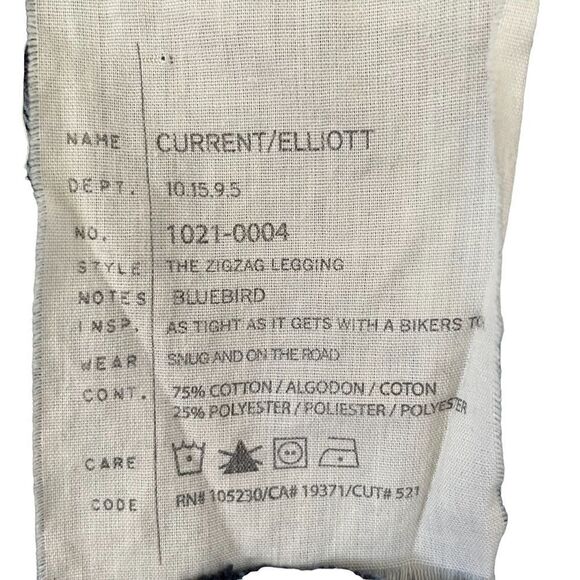 NAME CURRENT/ELLIOTT
DEPT. 10.15.9.5
NO. 1021-0004
STYLE THE ZIGZAG LEGGING
NOTES BLUEBIRD
INSP. AS TIGHT AS IT GETS WITH A BIKERS TO
WEAR SNUG AND ON THE ROAD
CONT. 75% COTTON / ALGODON / COTON
25% POLYESTER / POLIESTER / POLYESTER
CARE
CODE RN# 105230/CA# 19371/CUT# 521